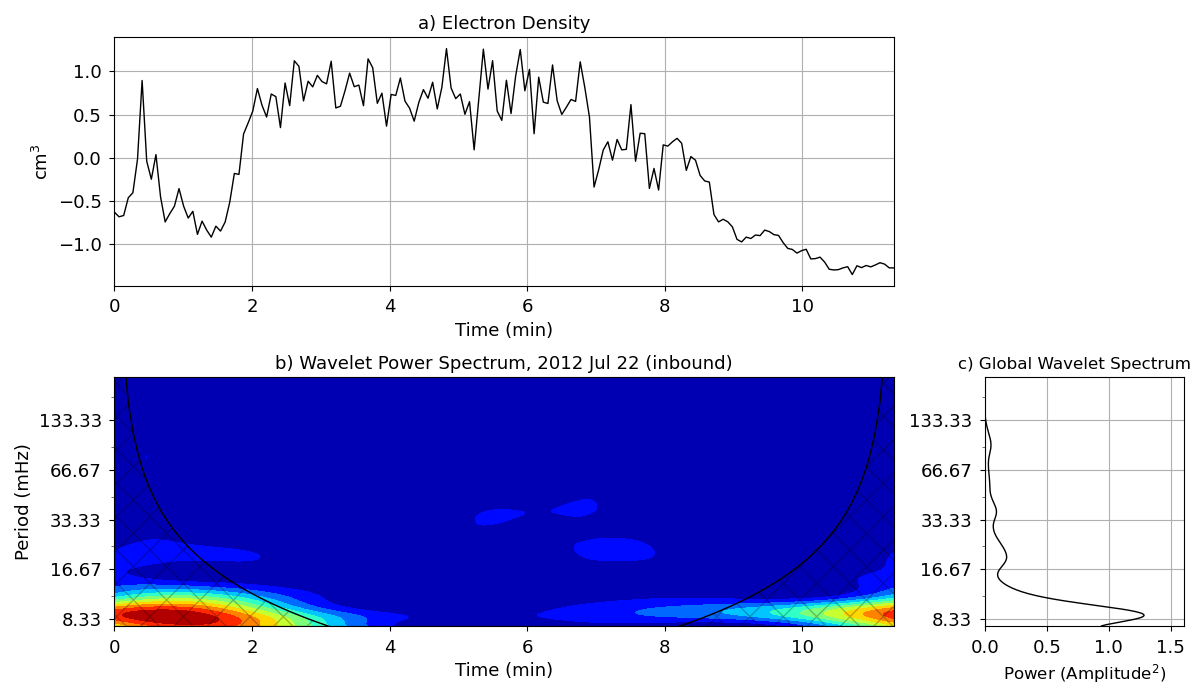 a) Electron Density
cm³
1.0
0.5
0.0
−0.5
−1.0
0 2 4 6 8 10
Time (min)
b) Wavelet Power Spectrum, 2012 Jul 22 (inbound)
Period (mHz)
133.33
66.67
33.33
16.67
8.33
0 2 4 6 8 10
Time (min)
c) Global Wavelet Spectrum
133.33
66.67
33.33
16.67
8.33
0.0 0.5 1.0 1.5
Power (Amplitude²)